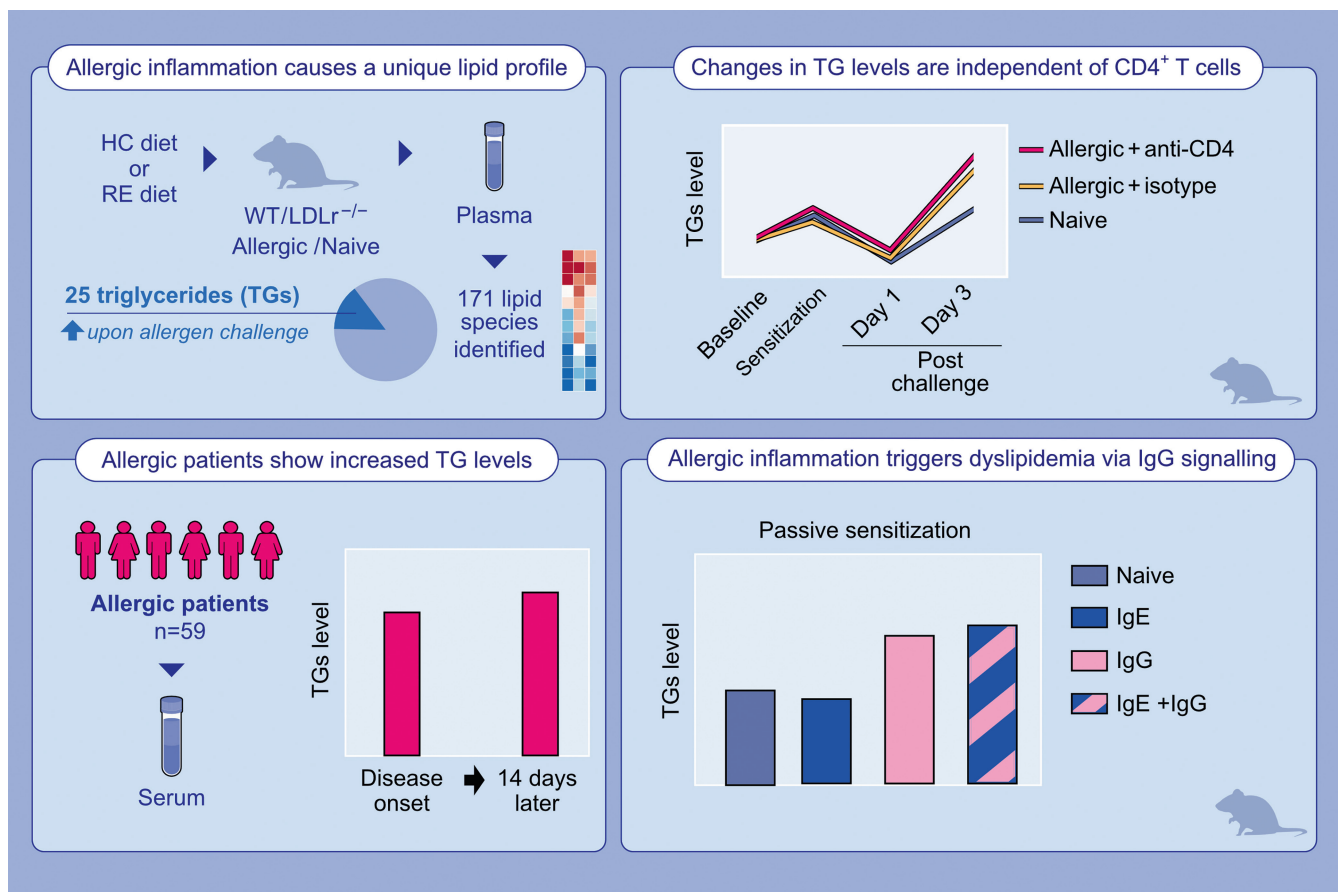 Allergic inflammation causes a unique lipid profile
HC diet
or
RE diet
WT/LDLr⁻/⁻
Allergic /Naive
Plasma
171 lipid
species
identified
25 triglycerides (TGs)
upon allergen challenge
Changes in TG levels are independent of CD4⁺ T cells
TGs level
Baseline
Sensitization
Day 1
Day 3
Post
challenge
Allergic + anti-CD4
Allergic + isotype
Naive
Allergic patients show increased TG levels
Allergic patients
n=59
Serum
TGs level
Disease
onset
14 days
later
Allergic inflammation triggers dyslipidemia via IgG signalling
Passive sensitization
TGs level
Naive
IgE
IgG
IgE +IgG